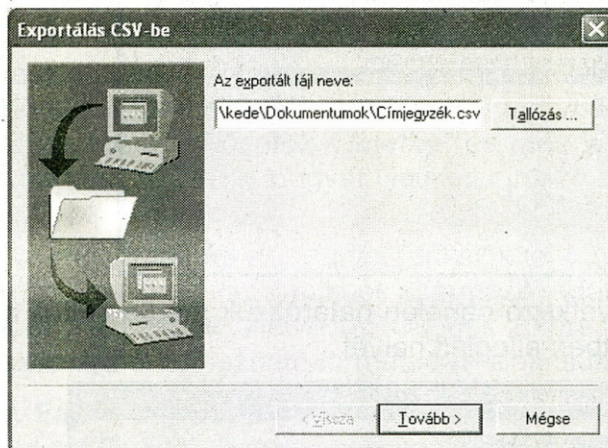 Exportálás CSV-be
Az exportált fájl neve:
\kede\Dokumentumok\Címjegyzék.csv
Tallózás ...
< Vissza
Tovább >
Mégse